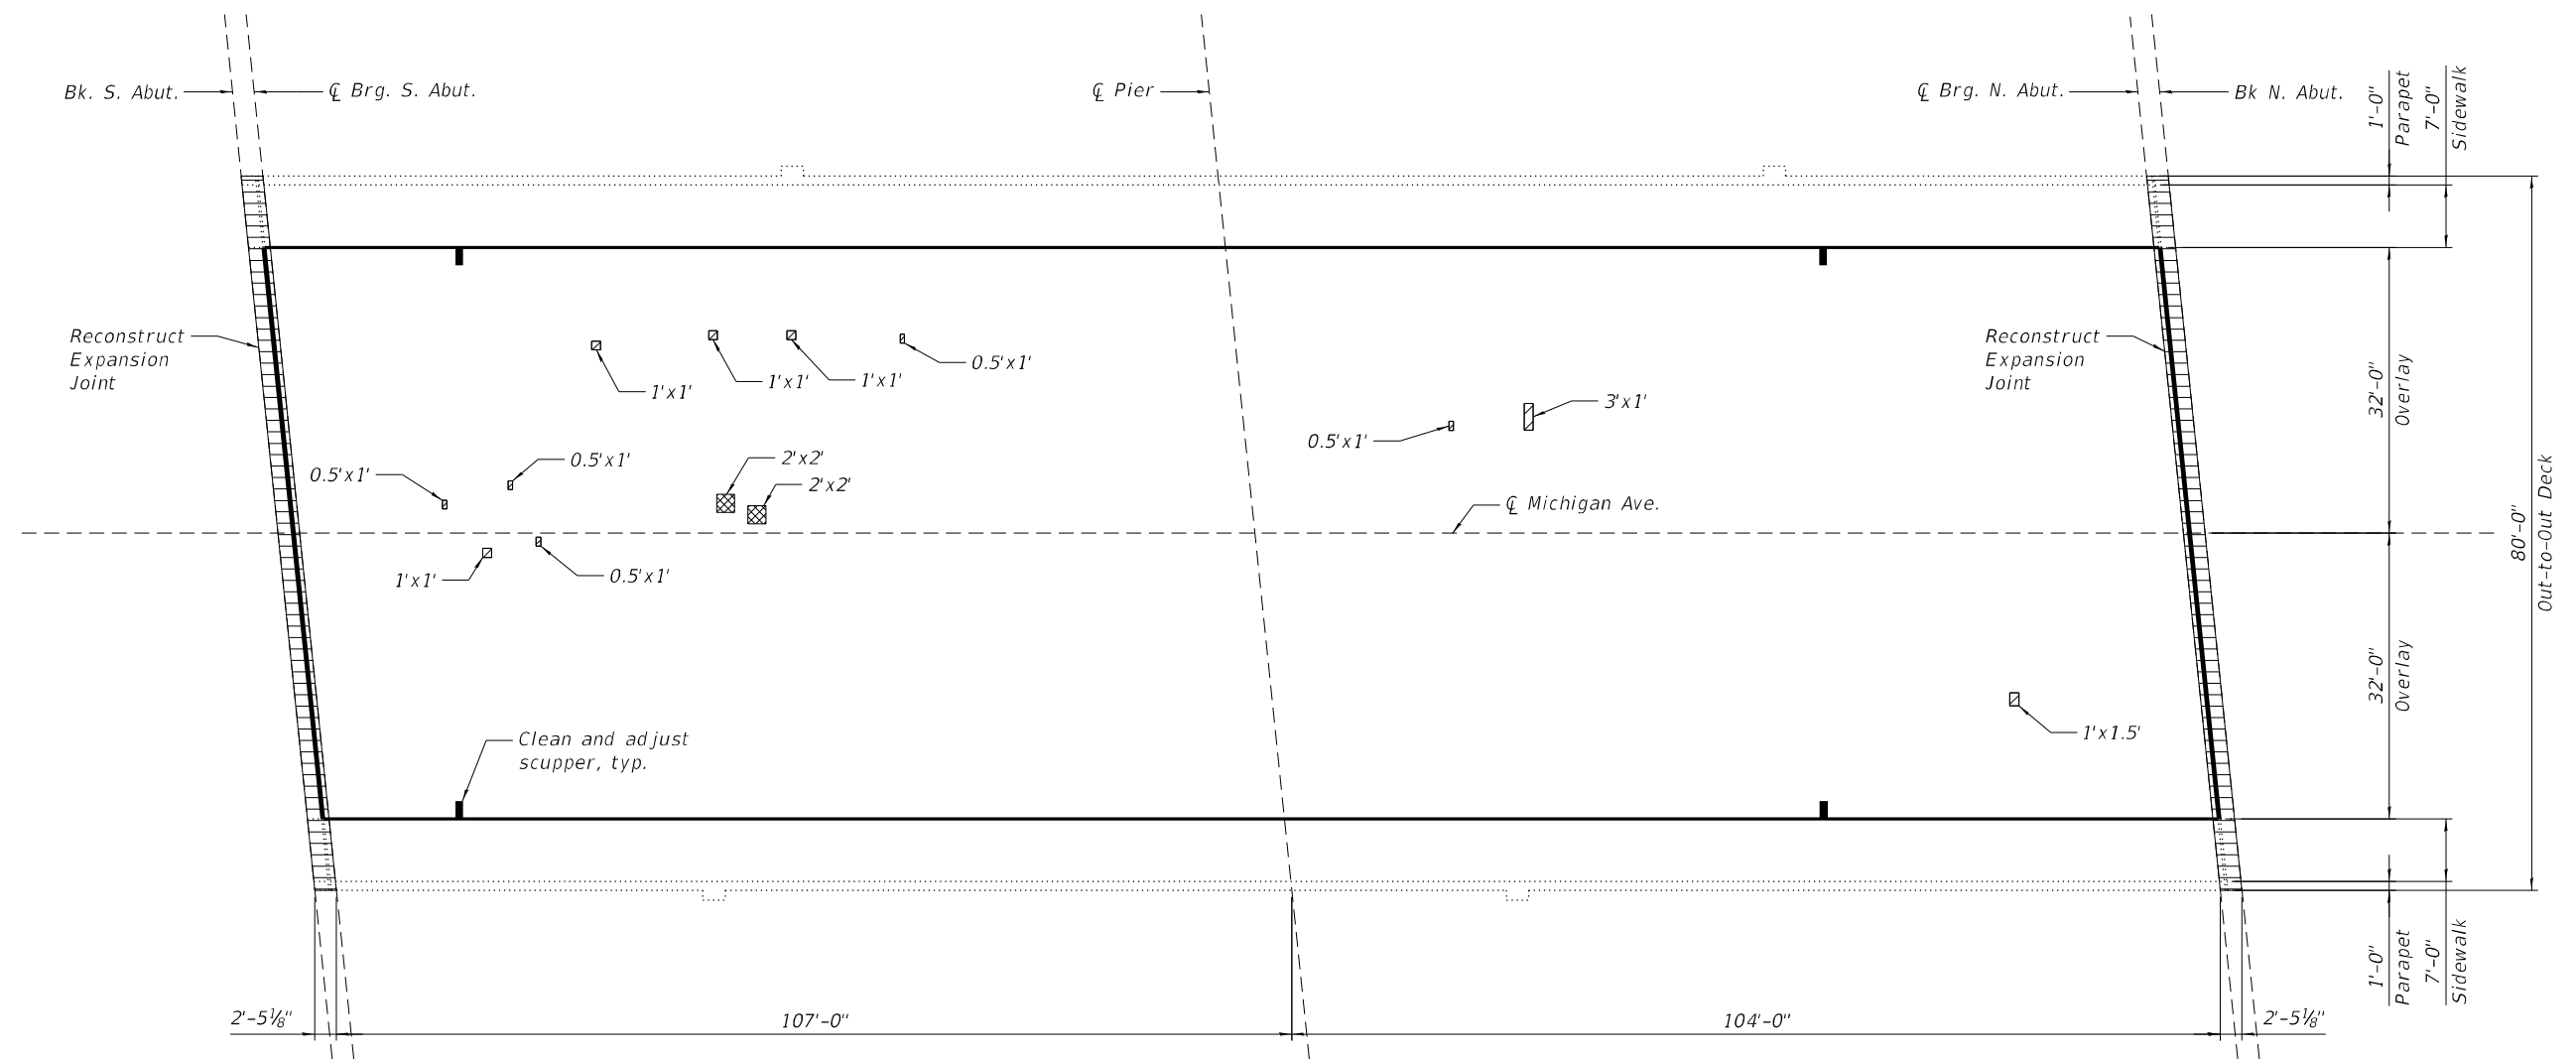 Bk. S. Abut.
℄ Brg. S. Abut.
℄ Pier
℄ Brg. N. Abut.
Bk N. Abut.
1'-0"
Parapet
7'-0"
Sidewalk
Reconstruct
Expansion
Joint
1'x1'
1'x1'
1'x1'
0.5'x1'
Reconstruct
Expansion
Joint
32'-0"
Overlay
0.5'x1'
3'x1'
0.5'x1'
0.5'x1'
2'x2'
2'x2'
℄ Michigan Ave.
80'-0"
Out-to-Out Deck
1'x1'
0.5'x1'
32'-0"
Overlay
Clean and adjust
scupper, typ.
1'x1.5'
1'-0"
Parapet
7'-0"
Sidewalk
2'-5⅛"
107'-0"
104'-0"
2'-5⅛"